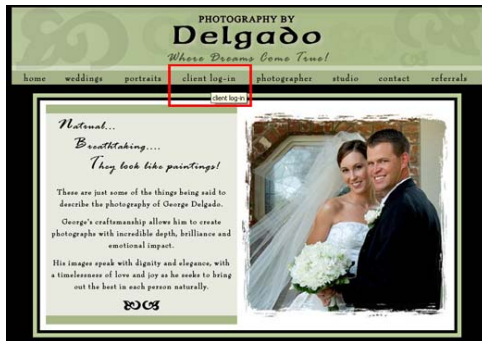 PHOTOGRAPHY BY
Delgado
Where Dreams Come True!
home weddings portraits client log-in photographer studio contact referrals
client log-in
Natrual...
Breathtaking....
They look like paintings!
These are just some of the things being said to
describe the photography of George Delgado.
George's craftsmanship allows him to create
photographs with incredible depth, brilliance and
emotional impact.
His images speak with dignity and elegance, with
a timelessness of love and joy as he seeks to bring
out the best in each person naturally.